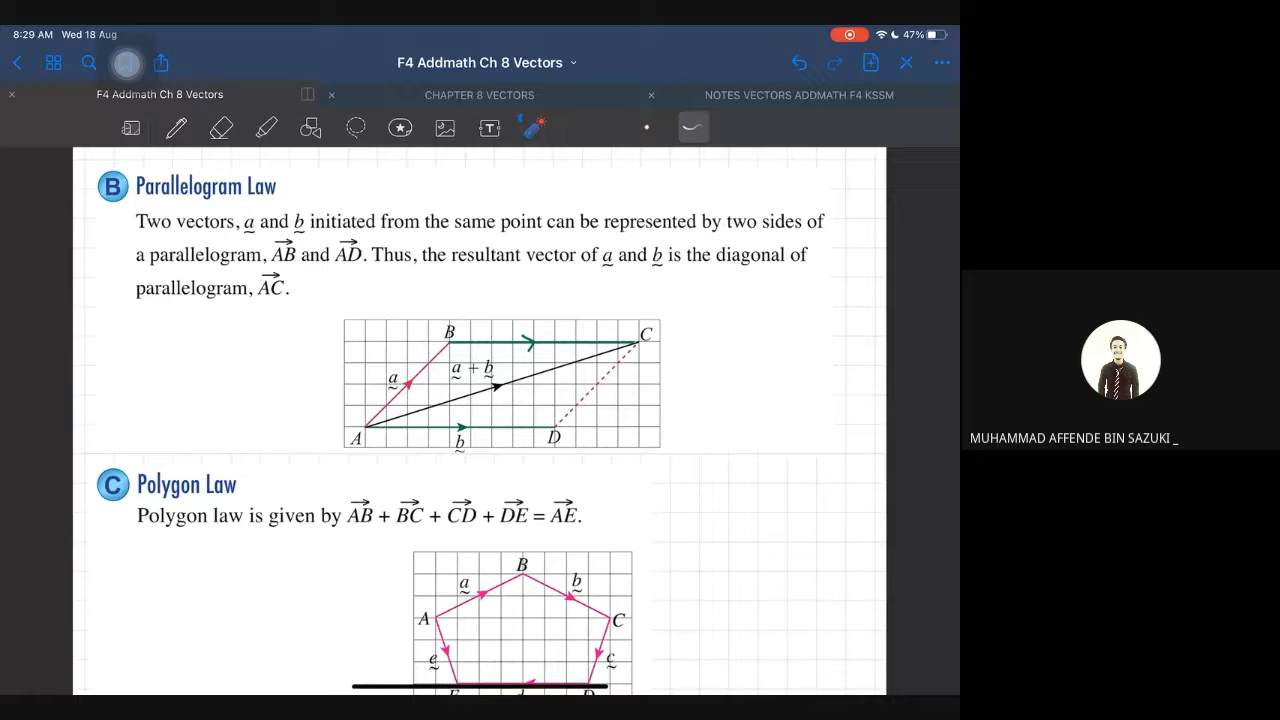 8:29 AM Wed 18 Aug
47%
F4 Addmath Ch 8 Vectors
F4 Addmath Ch 8 Vectors
CHAPTER 8 VECTORS
NOTES VECTORS ADDMATH F4 KSSM
B Parallelogram Law
Two vectors, a and b initiated from the same point can be represented by two sides of
a parallelogram, AB and AD. Thus, the resultant vector of a and b is the diagonal of
parallelogram, AC.
B
C
a + b
a
A
b
D
C Polygon Law
Polygon law is given by AB + BC + CD + DE = AE.
B
a
b
A
C
e
c
MUHAMMAD AFFENDE BIN SAZUKI _